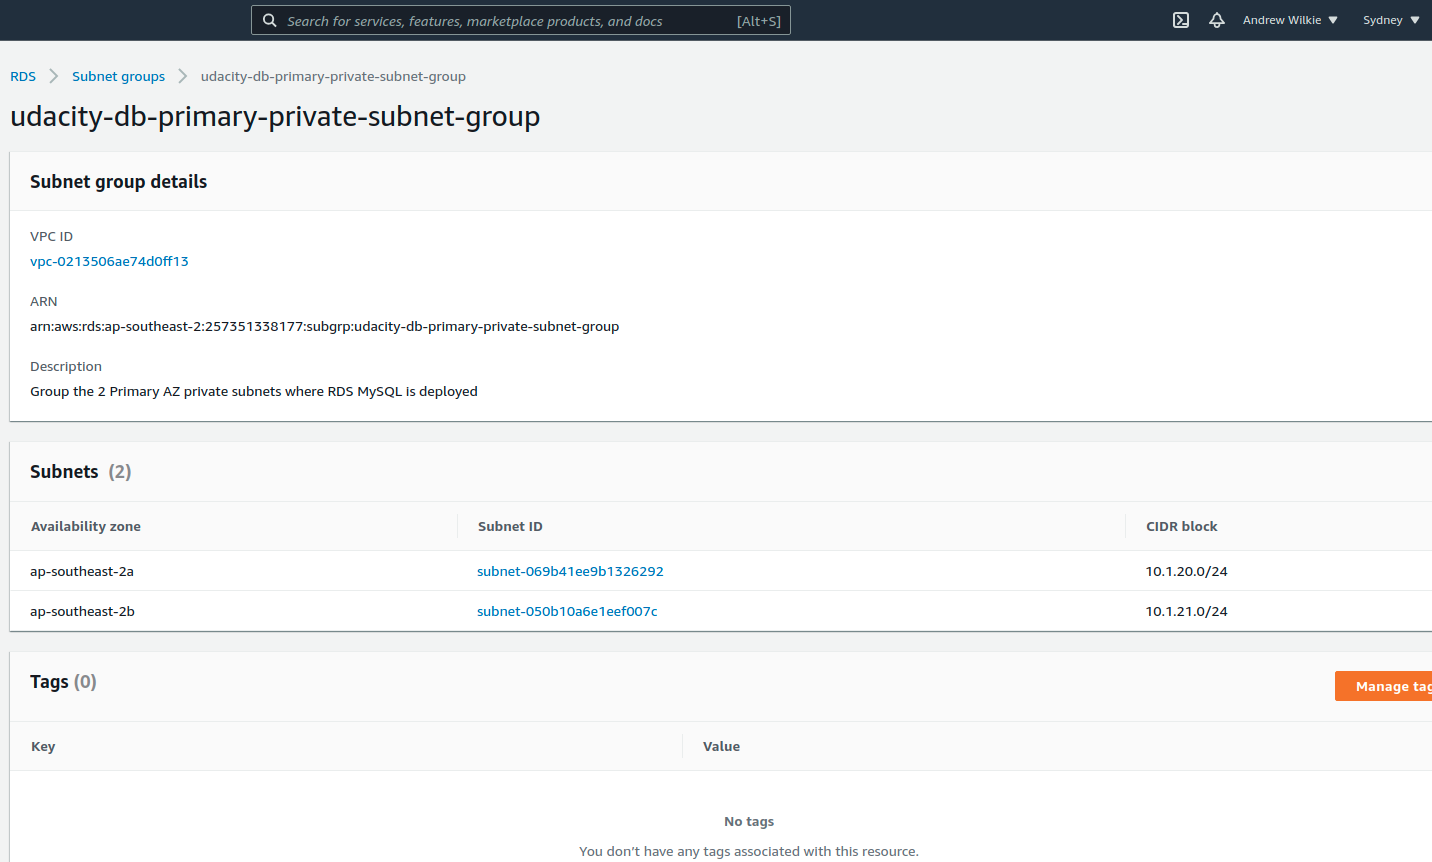 Search for services, features, marketplace products, and docs [Alt+S] Andrew Wilkie Sydney
RDS Subnet groups udacity-db-primary-private-subnet-group
udacity-db-primary-private-subnet-group
Subnet group details
VPC ID
vpc-0213506ae74d0ff13
ARN
arn:aws:rds:ap-southeast-2:257351338177:subgrp:udacity-db-primary-private-subnet-group
Description
Group the 2 Primary AZ private subnets where RDS MySQL is deployed
Subnets (2)
Availability zone Subnet ID CIDR block
ap-southeast-2a subnet-069b41ee9b1326292 10.1.20.0/24
ap-southeast-2b subnet-050b10a6e1eef007c 10.1.21.0/24
Tags (0) Manage tag
Key Value
No tags
You don't have any tags associated with this resource.